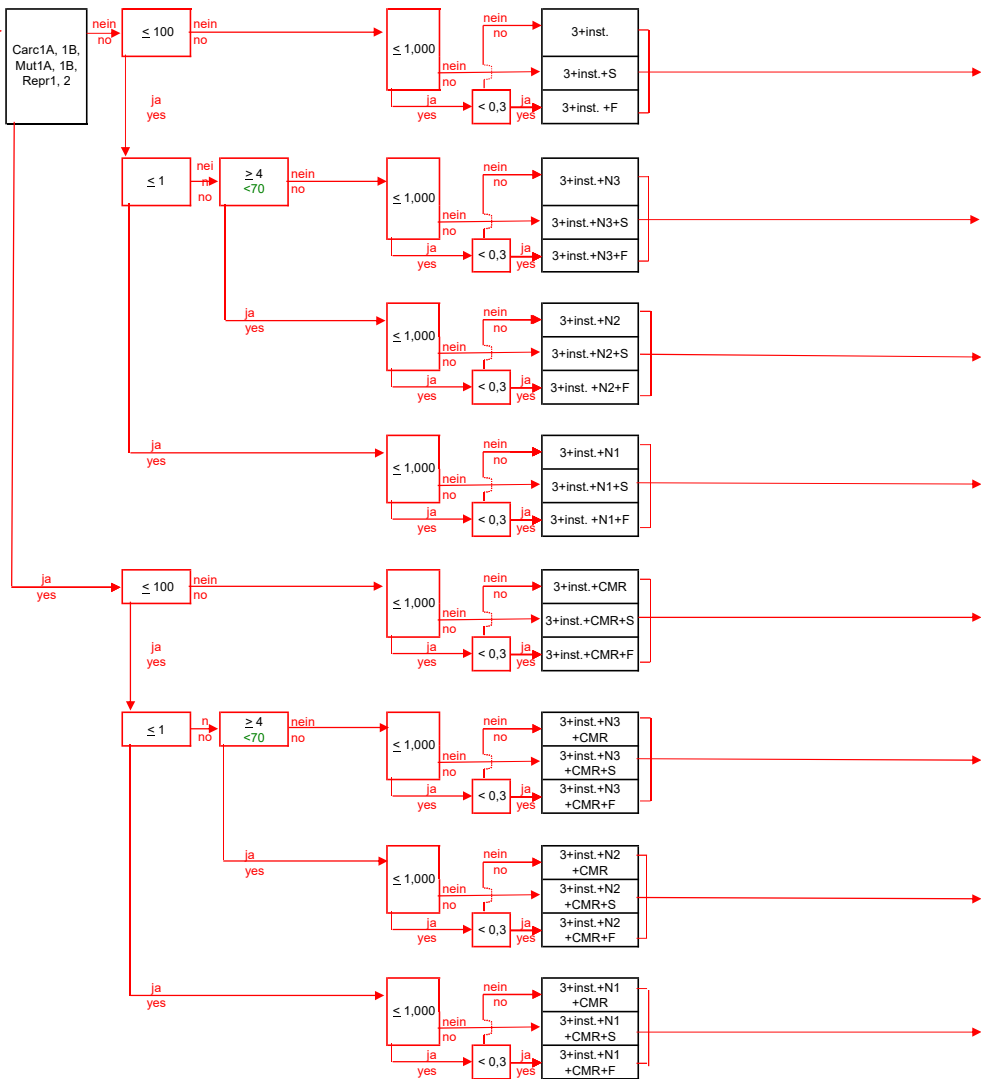 Carc1A, 1B,
Mut1A, 1B,
Repr1, 2
nein
no
≤ 100
nein
no
≤ 1,000
nein
no
nein
no
ja
yes
< 0,3
ja
yes
3+inst.
3+inst.+S
3+inst. +F
ja
yes
≤ 1
nei
n
no
≥ 4
<70
nein
no
≤ 1,000
nein
no
nein
no
ja
yes
< 0,3
ja
yes
3+inst.+N3
3+inst.+N3+S
3+inst.+N3+F
ja
yes
≤ 1,000
nein
no
nein
no
ja
yes
< 0,3
ja
yes
3+inst.+N2
3+inst.+N2+S
3+inst. +N2+F
ja
yes
≤ 1,000
nein
no
nein
no
ja
yes
< 0,3
ja
yes
3+inst.+N1
3+inst.+N1+S
3+inst. +N1+F
ja
yes
≤ 100
nein
no
≤ 1,000
nein
no
nein
no
ja
yes
< 0,3
ja
yes
3+inst.+CMR
3+inst.+CMR+S
3+inst.+CMR+F
ja
yes
≤ 1
n
no
≥ 4
<70
nein
no
≤ 1,000
nein
no
nein
no
ja
yes
< 0,3
ja
yes
3+inst.+N3
+CMR
3+inst.+N3
+CMR+S
3+inst.+N3
+CMR+F
ja
yes
≤ 1,000
nein
no
nein
no
ja
yes
< 0,3
ja
yes
3+inst.+N2
+CMR
3+inst.+N2
+CMR+S
3+inst.+N2
+CMR+F
ja
yes
≤ 1,000
nein
no
nein
no
ja
yes
< 0,3
ja
yes
3+inst.+N1
+CMR
3+inst.+N1
+CMR+S
3+inst.+N1
+CMR+F